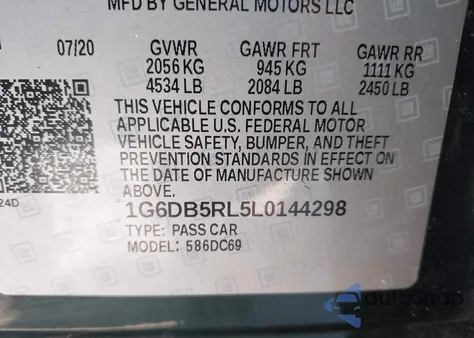 MFD BY GENERAL MOTORS LLC
07/20 GVWR GAWR FRT GAWR RR
2056 KG 945 KG 1111 KG
4534 LB 2084 LB 2450 LB
THIS VEHICLE CONFORMS TO ALL
APPLICABLE U.S. FEDERAL MOTOR
VEHICLE SAFETY, BUMPER, AND THEFT
PREVENTION STANDARDS IN EFFECT ON
THE DATE OF MANUFACTURE SHOWN
ABOVE.
24D
1G6DB5RL5L0144298
TYPE: PASS CAR
MODEL: 586DC69
autoSnap